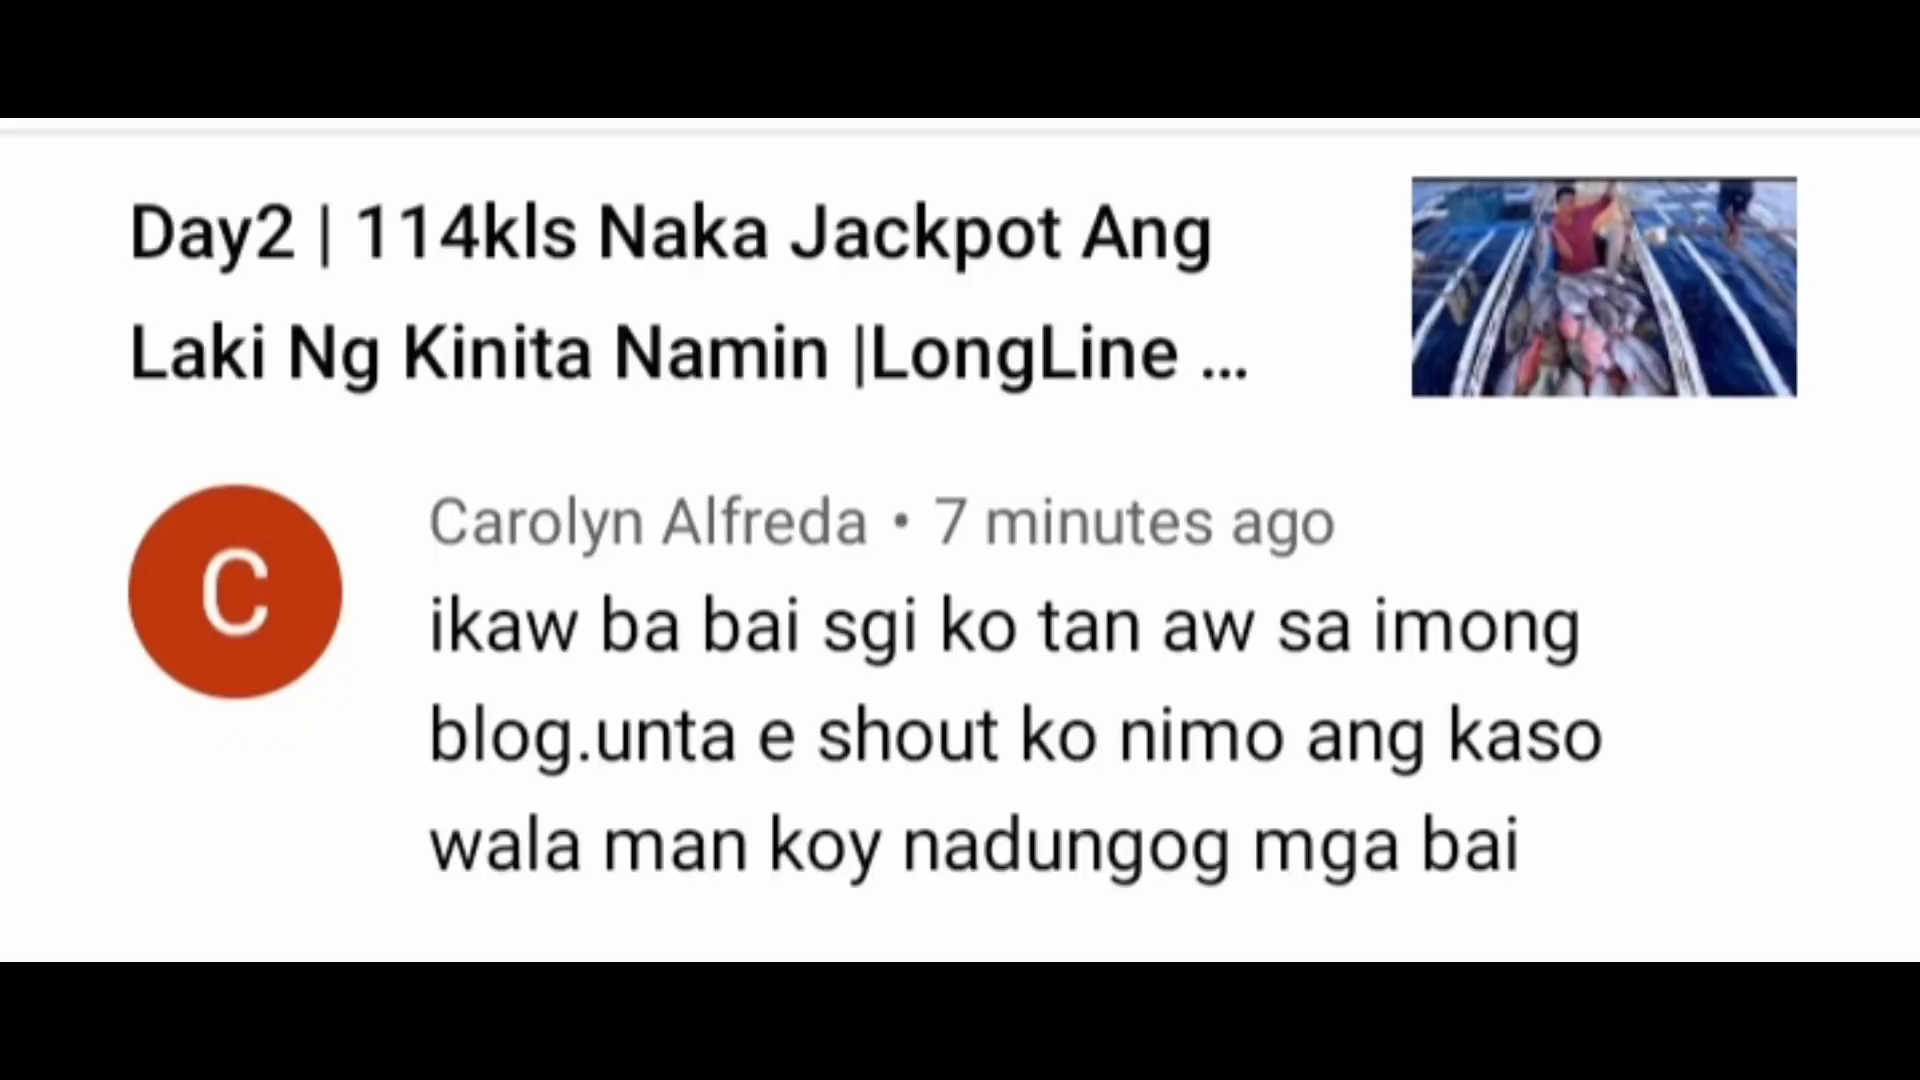 Day2 | 114kls Naka Jackpot Ang
Laki Ng Kinita Namin |LongLine ...
C
Carolyn Alfreda • 7 minutes ago
ikaw ba bai sgi ko tan aw sa imong
blog.unta e shout ko nimo ang kaso
wala man koy nadungog mga bai